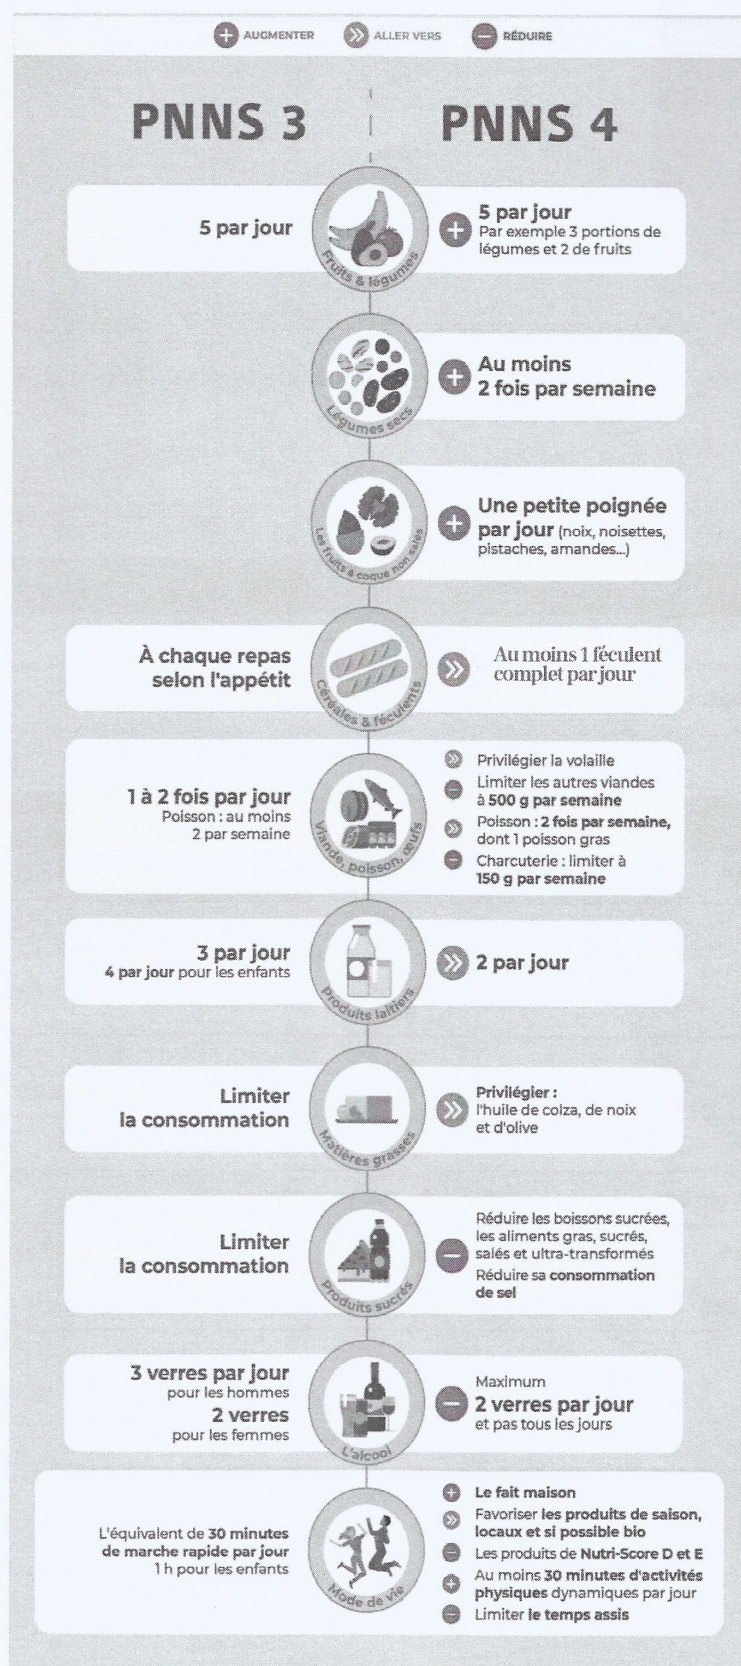 AUGMENTER
ALLER VERS
RÉDUIRE
PNNS 3
PNNS 4
5 par jour
Fruits & légumes
5 par jour
Par exemple 3 portions de
légumes et 2 de fruits
Légumes secs
Au moins
2 fois par semaine
Les fruits à coque non salés
Une petite poignée
par jour (noix, noisettes,
pistaches, amandes...)
À chaque repas
selon l'appétit
Céréales & féculents
Au moins 1 féculent
complet par jour
1 à 2 fois par jour
Poisson : au moins
2 par semaine
Viande, poisson, œufs
Privilégier la volaille
Limiter les autres viandes
à 500 g par semaine
Poisson : 2 fois par semaine,
dont 1 poisson gras
Charcuterie : limiter à
150 g par semaine
3 par jour
4 par jour pour les enfants
Produits laitiers
2 par jour
Limiter
la consommation
Matières grasses
Privilégier :
l'huile de colza, de noix
et d'olive
Limiter
la consommation
Produits sucrés
Réduire les boissons sucrées,
les aliments gras, sucrés,
salés et ultra-transformés
Réduire sa consommation
de sel
3 verres par jour
pour les hommes
2 verres
pour les femmes
L'alcool
Maximum
2 verres par jour
et pas tous les jours
L'équivalent de 30 minutes
de marche rapide par jour
1 h pour les enfants
Mode de vie
Le fait maison
Favoriser les produits de saison,
locaux et si possible bio
Les produits de Nutri-Score D et E
Au moins 30 minutes d'activités
physiques dynamiques par jour
Limiter le temps assis